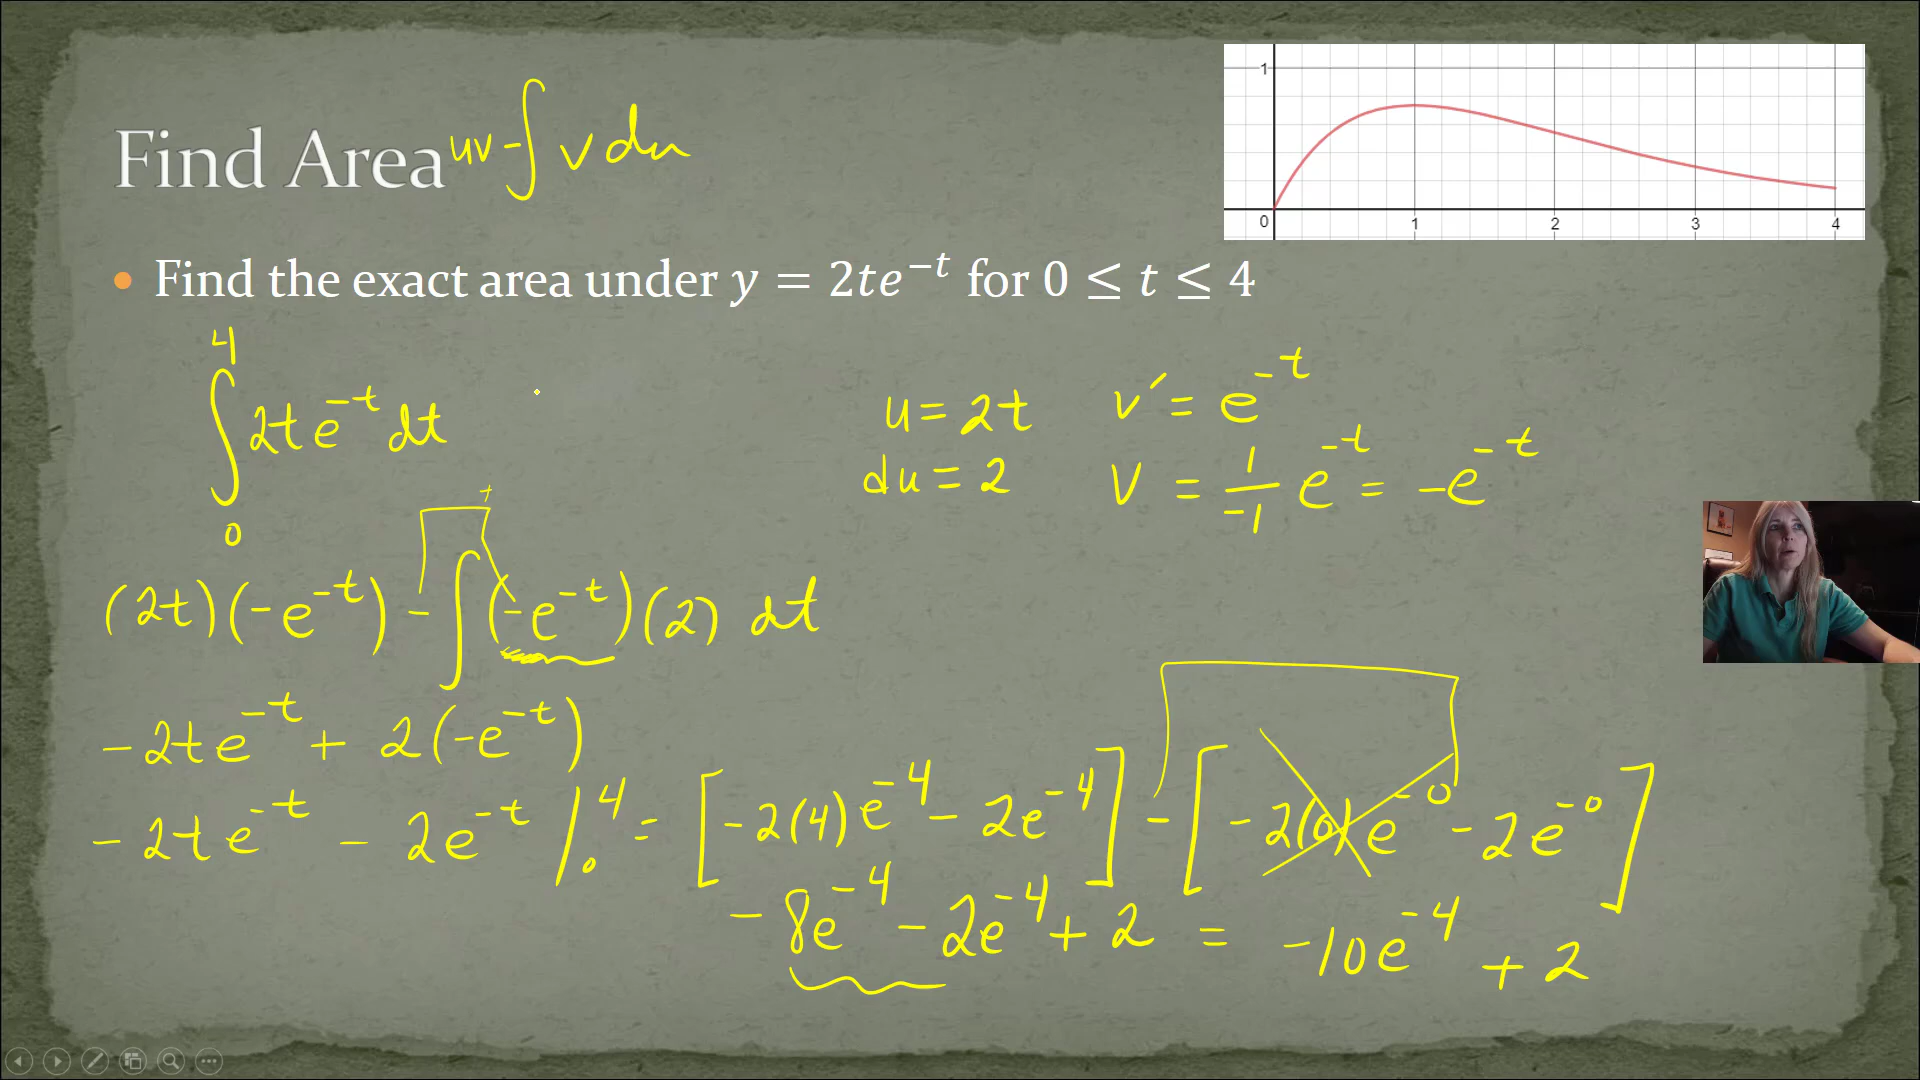 Find Area uv - ∫ v du
1
0 1 2 3 4
• Find the exact area under y = 2te⁻ᵗ for 0 ≤ t ≤ 4
∫₀⁴ 2te⁻ᵗ dt
u = 2t v′ = e⁻ᵗ
du = 2 v = 1/-1 e⁻ᵗ = -e⁻ᵗ
+
(2t)(-e⁻ᵗ) - ∫ (-e⁻ᵗ)(2) dt
-2te⁻ᵗ + 2(-e⁻ᵗ)
-2te⁻ᵗ - 2e⁻ᵗ |₀⁴ = [-2(4)e⁻⁴ - 2e⁻⁴] - [-2(0)e⁻⁰ - 2e⁻⁰]
-8e⁻⁴ - 2e⁻⁴ + 2 = -10e⁻⁴ + 2